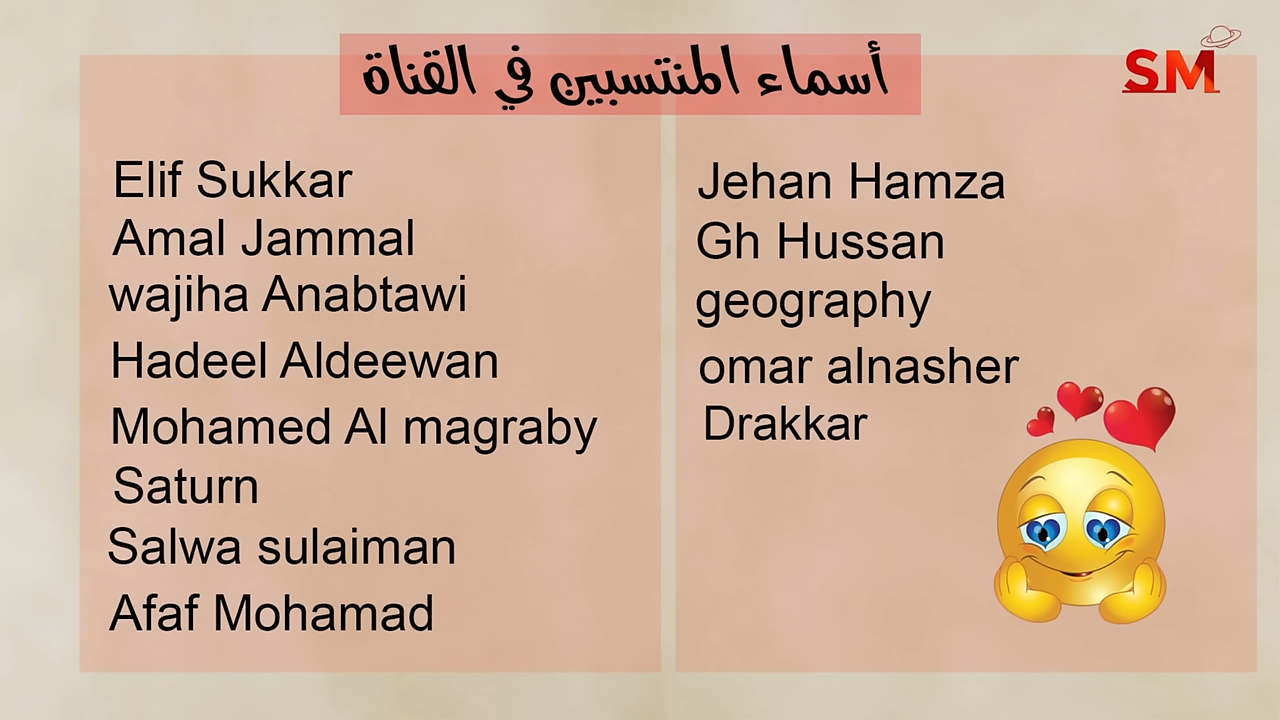 أسماء المنتسبين في القناة
SM
Elif Sukkar
Amal Jammal
wajiha Anabtawi
Hadeel Aldeewan
Mohamed Al magraby
Saturn
Salwa sulaiman
Afaf Mohamad
Jehan Hamza
Gh Hussan
geography
omar alnasher
Drakkar